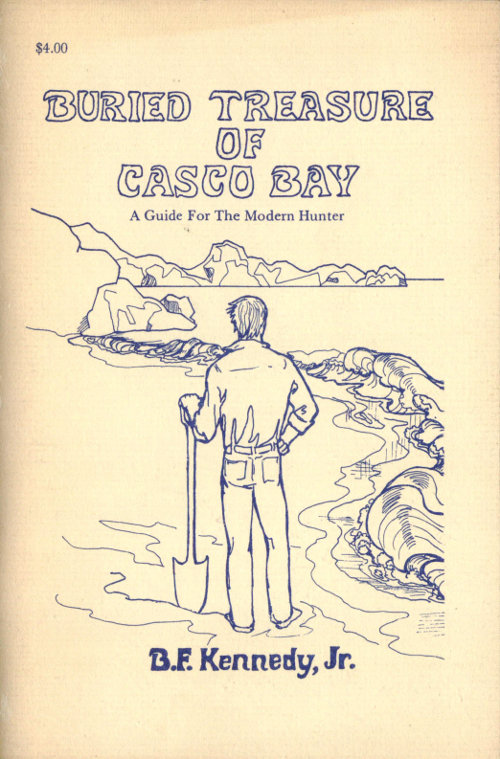 $4.00
BURIED TREASURE
OF
CASCO BAY
A Guide For The Modern Hunter
B.F. Kennedy, Jr.